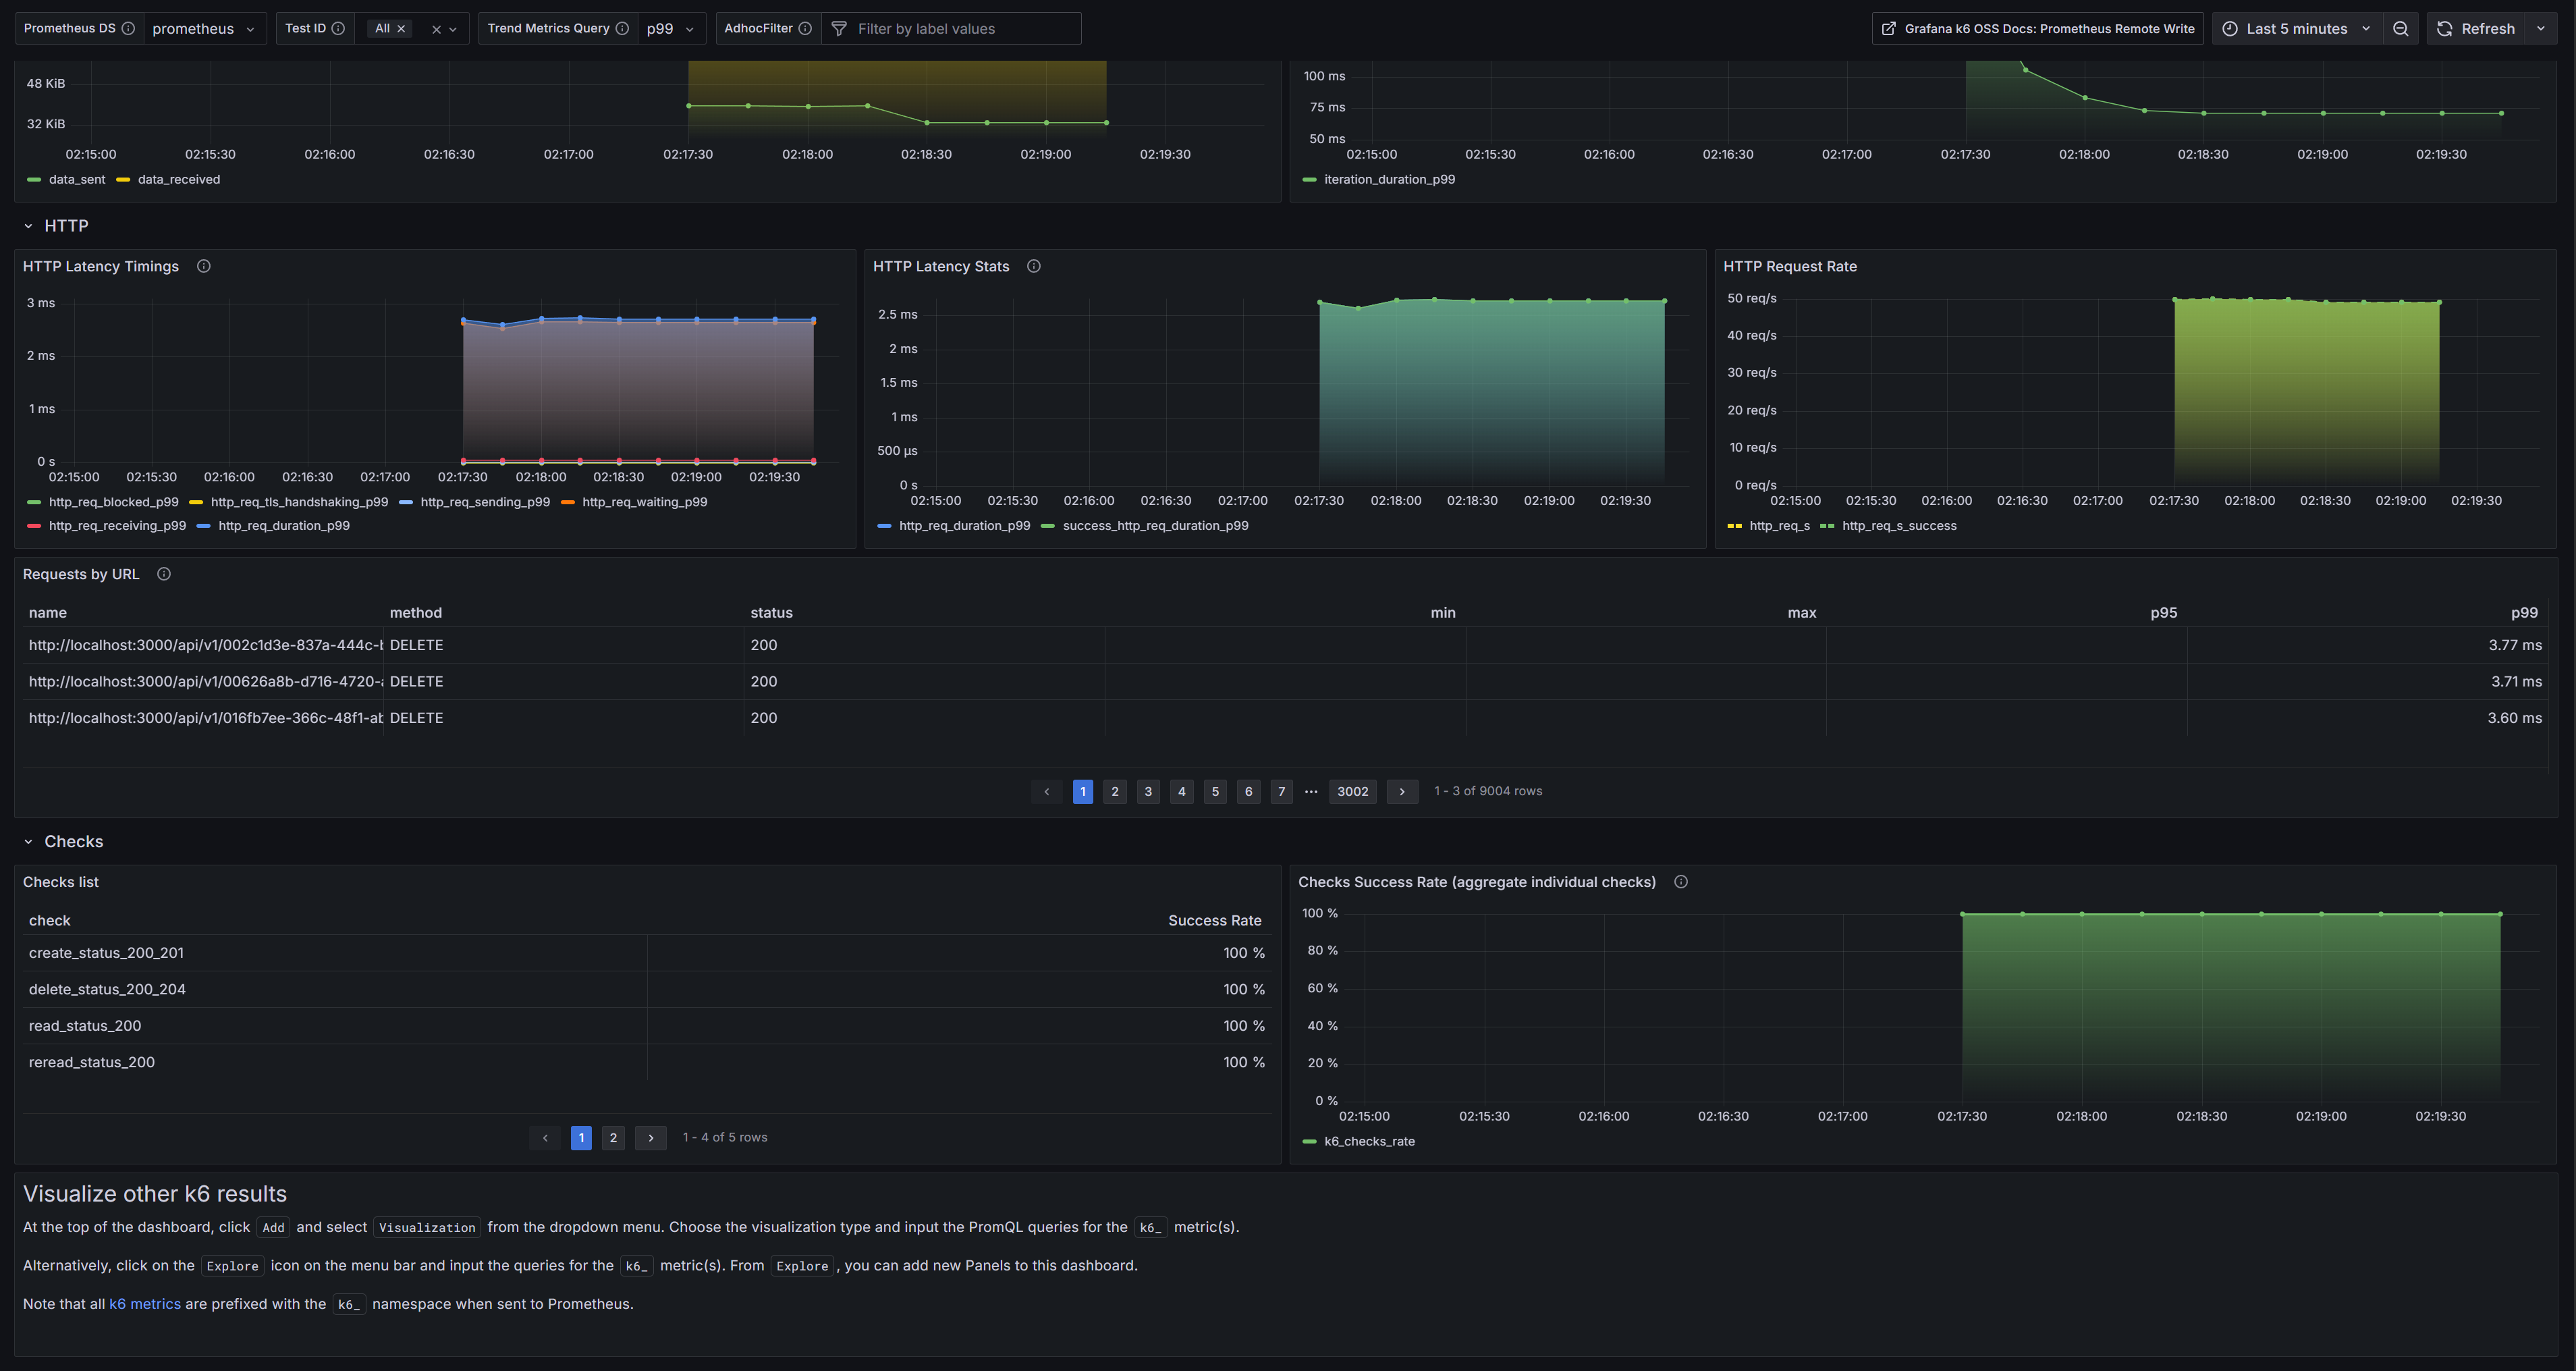 Prometheus DS prometheus Test ID All Trend Metrics Query p99 AdhocFilter Filter by label values Grafana k6 OSS Docs: Prometheus Remote Write Last 5 minutes Refresh
48 KiB
32 KiB
02:15:00 02:15:30 02:16:00 02:16:30 02:17:00 02:17:30 02:18:00 02:18:30 02:19:00 02:19:30
data_sent data_received
100 ms
75 ms
50 ms
02:15:00 02:15:30 02:16:00 02:16:30 02:17:00 02:17:30 02:18:00 02:18:30 02:19:00 02:19:30
iteration_duration_p99
HTTP
HTTP Latency Timings
3 ms
2 ms
1 ms
0 s
02:15:00 02:15:30 02:16:00 02:16:30 02:17:00 02:17:30 02:18:00 02:18:30 02:19:00 02:19:30
http_req_blocked_p99 http_req_tls_handshaking_p99 http_req_sending_p99 http_req_waiting_p99
http_req_receiving_p99 http_req_duration_p99
HTTP Latency Stats
2.5 ms
2 ms
1.5 ms
1 ms
500 µs
0 s
02:15:00 02:15:30 02:16:00 02:16:30 02:17:00 02:17:30 02:18:00 02:18:30 02:19:00 02:19:30
http_req_duration_p99 success_http_req_duration_p99
HTTP Request Rate
50 req/s
40 req/s
30 req/s
20 req/s
10 req/s
0 req/s
02:15:00 02:15:30 02:16:00 02:16:30 02:17:00 02:17:30 02:18:00 02:18:30 02:19:00 02:19:30
http_req_s http_req_s_success
Requests by URL
name method status min max p95 p99
http://localhost:3000/api/v1/002c1d3e-837a-444c-b DELETE 200 3.77 ms
http://localhost:3000/api/v1/00626a8b-d716-4720-a DELETE 200 3.71 ms
http://localhost:3000/api/v1/016fb7ee-366c-48f1-ab DELETE 200 3.60 ms
1 2 3 4 5 6 7 ··· 3002 1 - 3 of 9004 rows
Checks
Checks list
check Success Rate
create_status_200_201 100 %
delete_status_200_204 100 %
read_status_200 100 %
reread_status_200 100 %
1 2 1 - 4 of 5 rows
Checks Success Rate (aggregate individual checks)
100 %
80 %
60 %
40 %
20 %
0 %
02:15:00 02:15:30 02:16:00 02:16:30 02:17:00 02:17:30 02:18:00 02:18:30 02:19:00 02:19:30
k6_checks_rate
Visualize other k6 results
At the top of the dashboard, click Add and select Visualization from the dropdown menu. Choose the visualization type and input the PromQL queries for the k6_ metric(s).
Alternatively, click on the Explore icon on the menu bar and input the queries for the k6_ metric(s). From Explore , you can add new Panels to this dashboard.
Note that all k6 metrics are prefixed with the k6_ namespace when sent to Prometheus.